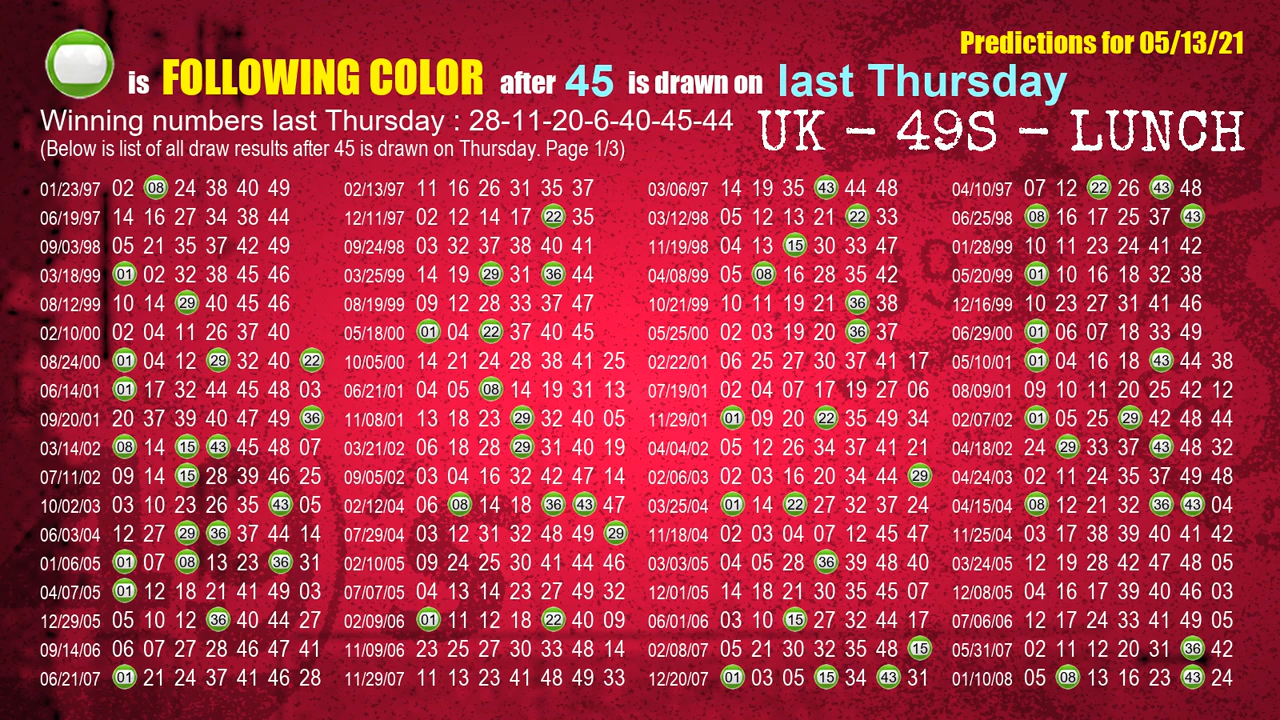 Predictions for 05/13/21
is FOLLOWING COLOR after 45 is drawn on last Thursday
Winning numbers last Thursday : 28-11-20-6-40-45-44
UK - 49S - LUNCH
(Below is list of all draw results after 45 is drawn on Thursday. Page 1/3)
01/23/97 02 08 24 38 40 49 02/13/97 11 16 26 31 35 37 03/06/97 14 19 35 43 44 48 04/10/97 07 12 22 26 43 48
06/19/97 14 16 27 34 38 44 12/11/97 02 12 14 17 22 35 03/12/98 05 12 13 21 22 33 06/25/98 08 16 17 25 37 43
09/03/98 05 21 35 37 42 49 09/24/98 03 32 37 38 40 41 11/19/98 04 13 15 30 33 47 01/28/99 10 11 23 24 41 42
03/18/99 01 02 32 38 45 46 03/25/99 14 19 29 31 36 44 04/08/99 05 08 16 28 35 42 05/20/99 01 10 16 18 32 38
08/12/99 10 14 29 40 45 46 08/19/99 09 12 28 33 37 47 10/21/99 10 11 19 21 36 38 12/16/99 10 23 27 31 41 46
02/10/00 02 04 11 26 37 40 05/18/00 01 04 22 37 40 45 05/25/00 02 03 19 20 36 37 06/29/00 01 06 07 18 33 49
08/24/00 01 04 12 29 32 40 22 10/05/00 14 21 24 28 38 41 25 02/22/01 06 25 27 30 37 41 17 05/10/01 01 04 16 18 43 44 38
06/14/01 01 17 32 44 45 48 03 06/21/01 04 05 08 14 19 31 13 07/19/01 02 04 07 17 19 27 06 08/09/01 09 10 11 20 25 42 12
09/20/01 20 37 39 40 47 49 36 11/08/01 13 18 23 29 32 40 05 11/29/01 01 09 20 22 35 49 34 02/07/02 01 05 25 29 42 48 44
03/14/02 08 14 15 43 45 48 07 03/21/02 06 18 28 29 31 40 19 04/04/02 05 12 26 34 37 41 21 04/18/02 24 29 33 37 43 48 32
07/11/02 09 14 15 28 39 46 25 09/05/02 03 04 16 32 42 47 14 02/06/03 02 03 16 20 34 44 29 04/24/03 02 11 24 35 37 49 48
10/02/03 03 10 23 26 35 43 05 02/12/04 06 08 14 18 36 43 47 03/25/04 01 14 22 27 32 37 24 04/15/04 08 12 21 32 36 43 04
06/03/04 12 27 29 36 37 44 14 07/29/04 03 12 31 32 48 49 29 11/18/04 02 03 04 07 12 45 47 11/25/04 03 17 38 39 40 41 42
01/06/05 01 07 08 13 23 36 31 02/10/05 09 24 25 30 41 44 46 03/03/05 04 05 28 36 39 48 40 03/24/05 12 19 28 42 47 48 05
04/07/05 01 12 18 21 41 49 03 07/07/05 04 13 14 23 27 49 32 12/01/05 14 18 21 30 35 45 07 12/08/05 04 16 19 39 40 46 03
12/29/05 05 10 12 36 40 44 27 02/09/06 01 11 12 18 22 40 09 06/01/06 03 10 15 27 32 44 17 07/06/06 12 17 24 33 41 49 05
09/14/06 06 07 27 28 46 47 41 11/09/06 23 25 27 30 33 48 14 02/08/07 05 21 30 32 35 48 15 05/31/07 02 05 21 23 31 36 42
06/21/07 01 21 24 37 41 46 28 11/29/07 11 13 23 41 48 49 33 12/20/07 01 03 05 15 34 43 31 01/10/08 05 08 13 16 23 43 24